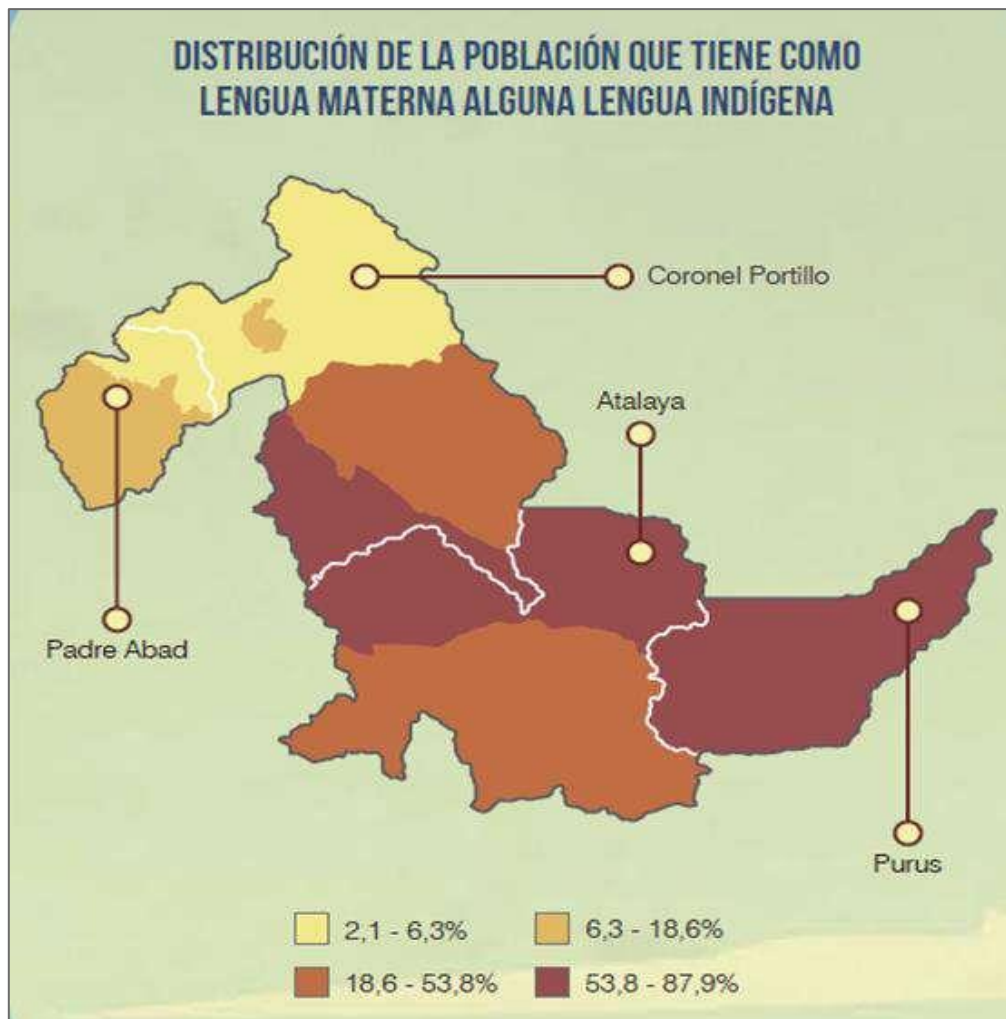 DISTRIBUCIÓN DE LA POBLACIÓN QUE TIENE COMO
LENGUA MATERNA ALGUNA LENGUA INDÍGENA
Coronel Portillo
Atalaya
Padre Abad
Purus
2,1 - 6,3%
6,3 - 18,6%
18,6 - 53,8%
53,8 - 87,9%